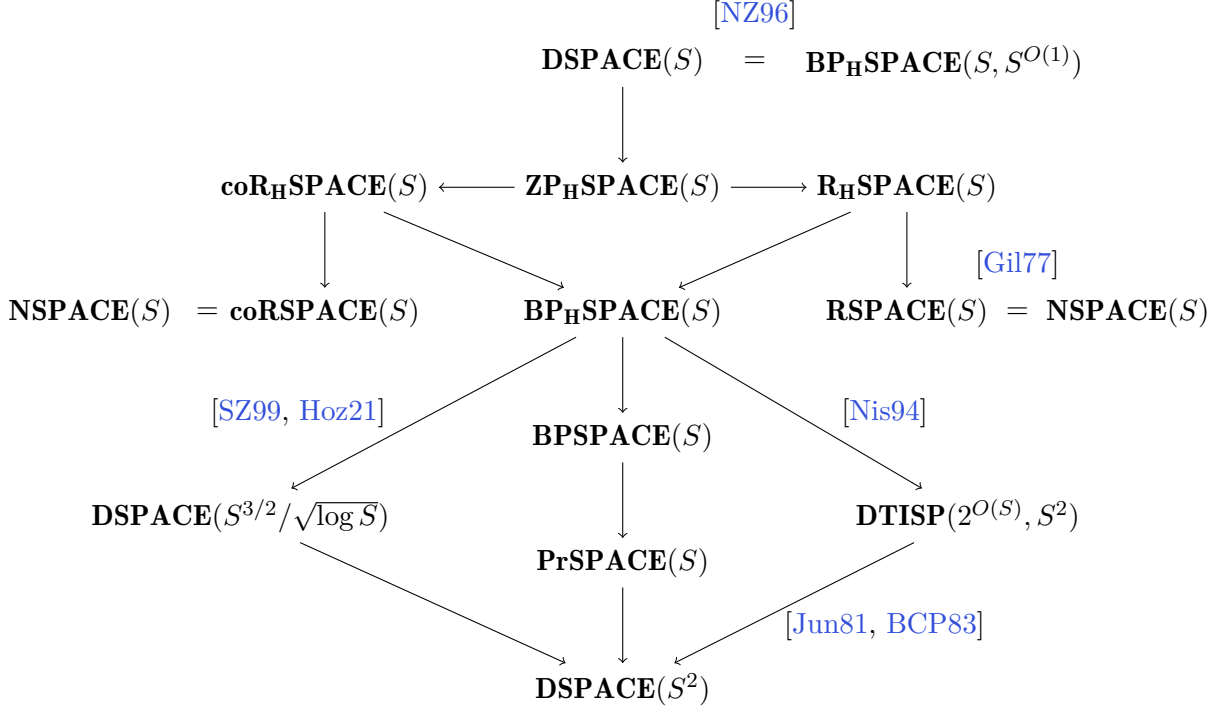 [NZ96]
DSPACE(S) = BP_HSPACE(S, S^{O(1)})
coR_HSPACE(S) ZP_HSPACE(S) R_HSPACE(S)
[Gil77]
NSPACE(S) = coRSPACE(S) BP_HSPACE(S) RSPACE(S) = NSPACE(S)
[SZ99, Hoz21] [Nis94]
BPSPACE(S)
DSPACE(S^{3/2}/√log S) DTISP(2^{O(S)}, S^2)
PrSPACE(S)
[Jun81, BCP83]
DSPACE(S^2)